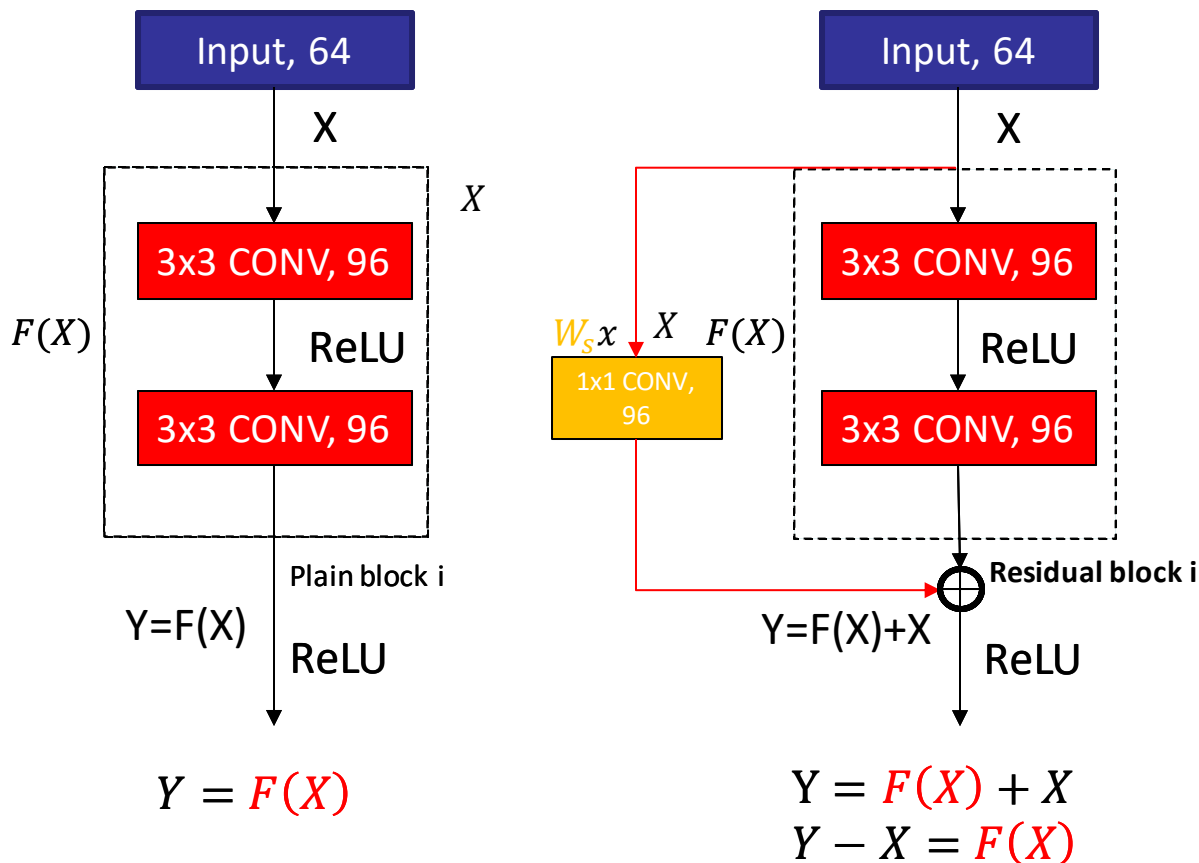 Input, 64
X
X
3x3 CONV, 96
F(X)
ReLU
3x3 CONV, 96
Plain block i
Y=F(X)
ReLU
Y = F(X)
Input, 64
X
3x3 CONV, 96
Wₛx
X
F(X)
ReLU
1x1 CONV,
96
3x3 CONV, 96
Residual block i
Y=F(X)+X
ReLU
Y = F(X) + X
Y − X = F(X)